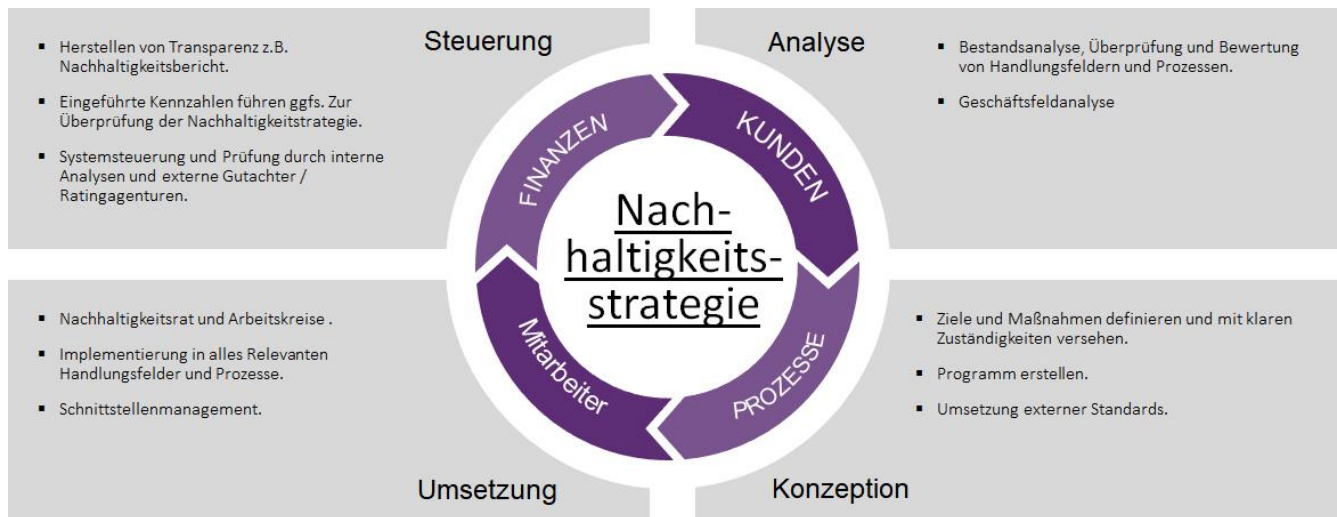 Steuerung
▪ Herstellen von Transparenz z.B.
Nachhaltigkeitsbericht.
▪ Eingeführte Kennzahlen führen ggfs. Zur
Überprüfung der Nachhaltigkeitstrategie.
▪ Systemsteuerung und Prüfung durch interne
Analysen und externe Gutachter /
Ratingagenturen.
Analyse
▪ Bestandsanalyse, Überprüfung und Bewertung
von Handlungsfeldern und Prozessen.
▪ Geschäftsfeldanalyse
FINANZEN
KUNDEN
Nach-
haltigkeits-
strategie
Mitarbeiter
PROZESSE
▪ Nachhaltigkeitsrat und Arbeitskreise .
▪ Implementierung in alles Relevanten
Handlungsfelder und Prozesse.
▪ Schnittstellenmanagement.
Umsetzung
▪ Ziele und Maßnahmen definieren und mit klaren
Zuständigkeiten versehen.
▪ Programm erstellen.
▪ Umsetzung externer Standards.
Konzeption